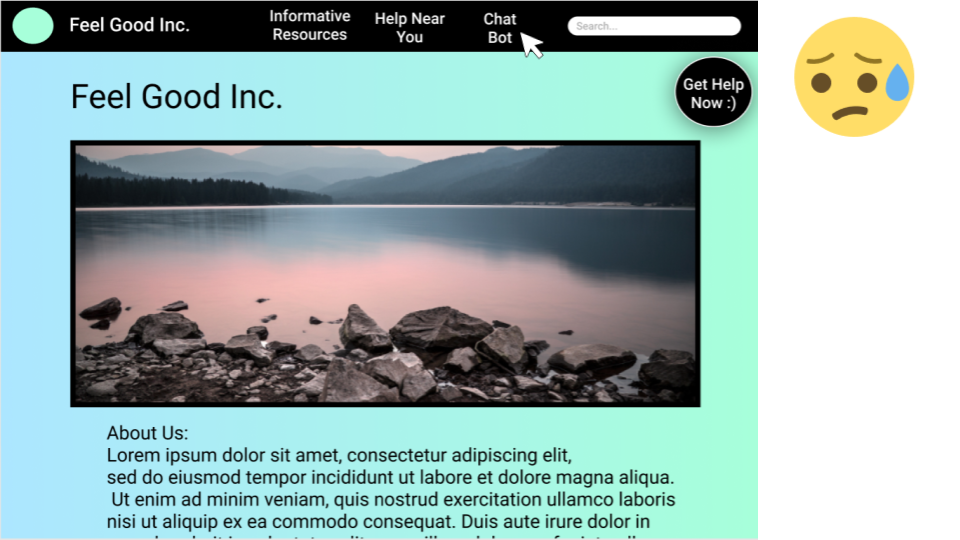 Feel Good Inc.
Informative
Resources
Help Near
You
Chat
Bot
Search...
Get Help
Now :)
Feel Good Inc.
About Us:
Lorem ipsum dolor sit amet, consectetur adipiscing elit,
sed do eiusmod tempor incididunt ut labore et dolore magna aliqua.
Ut enim ad minim veniam, quis nostrud exercitation ullamco laboris
nisi ut aliquip ex ea commodo consequat. Duis aute irure dolor in